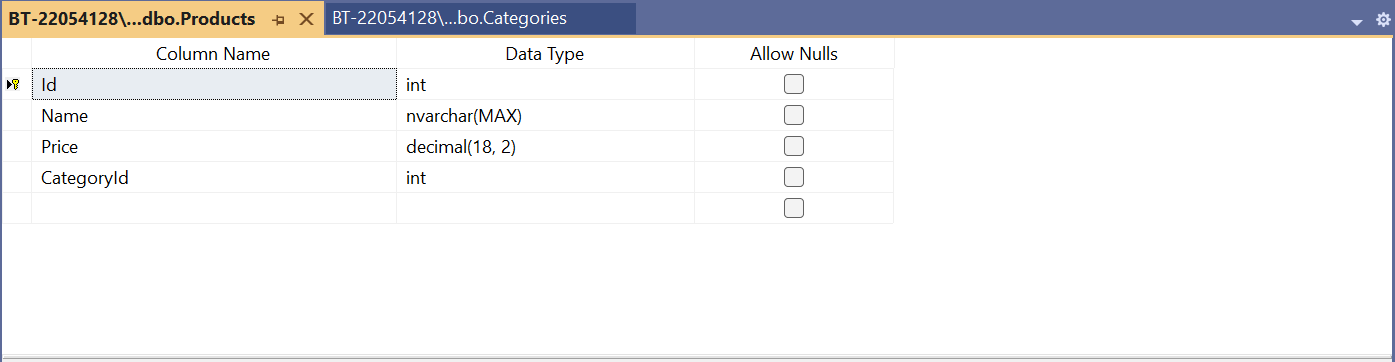 BT-22054128\...dbo.Products BT-22054128\...bo.Categories
Column Name Data Type Allow Nulls
Id int
Name nvarchar(MAX)
Price decimal(18, 2)
CategoryId int